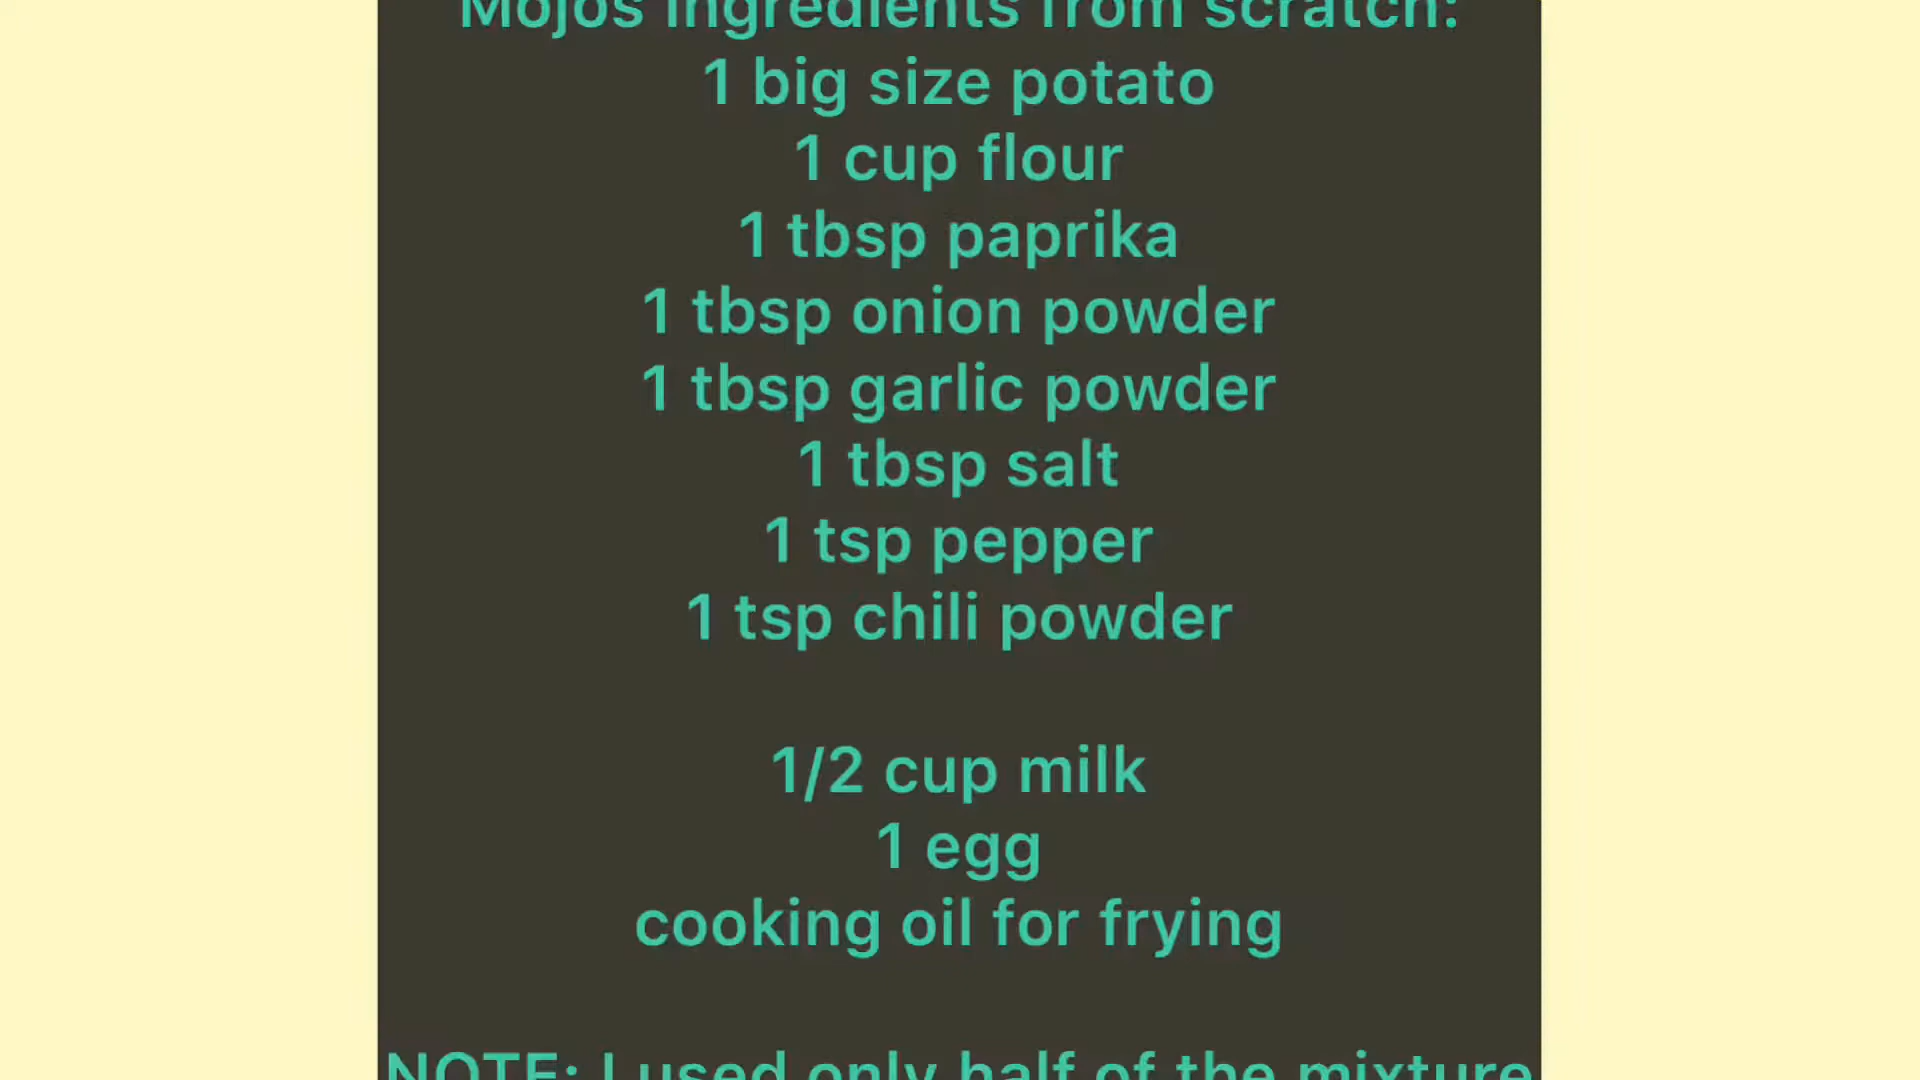 Mojos ingredients from scratch:
1 big size potato
1 cup flour
1 tbsp paprika
1 tbsp onion powder
1 tbsp garlic powder
1 tbsp salt
1 tsp pepper
1 tsp chili powder
1/2 cup milk
1 egg
cooking oil for frying
NOTE: I used only half of the mixture